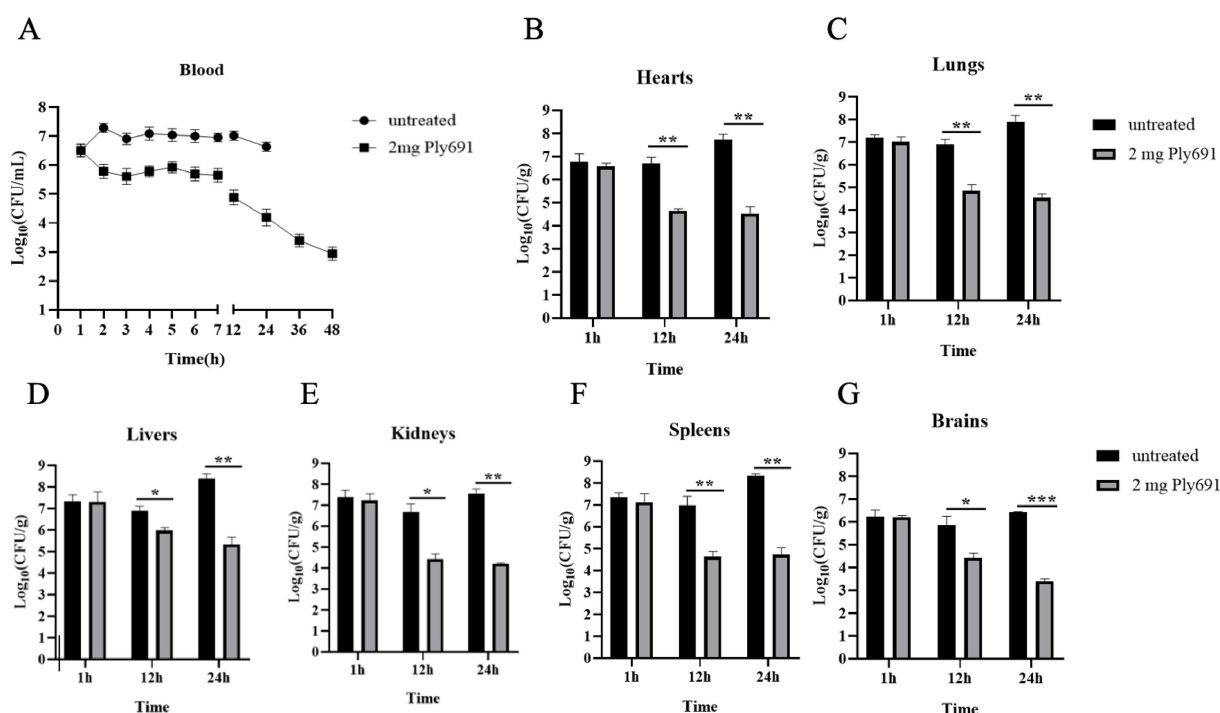 A
Blood
Log10(CFU/mL)
8
7
6
5
4
3
2
1
0 1 2 3 4 5 6 7 12 24 36 48
Time(h)
untreated
2mg Ply691
B
Hearts
Log10(CFU/g)
9
8
7
6
5
4
3
2
1
0
** **
1h 12h 24h
Time
C
Lungs
Log10(CFU/g)
9
8
7
6
5
4
3
2
1
0
** **
1h 12h 24h
Time
untreated
2 mg Ply691
D
Livers
Log10(CFU/g)
9
8
7
6
5
4
3
2
1
0
* **
1h 12h 24h
Time
E
Kidneys
Log10(CFU/g)
9
8
7
6
5
4
3
2
1
0
* **
1h 12h 24h
Time
F
Spleens
Log10(CFU/g)
9
8
7
6
5
4
3
2
1
0
** **
1h 12h 24h
Time
G
Brains
Log10(CFU/g)
9
8
7
6
5
4
3
2
1
0
* ***
1h 12h 24h
Time
untreated
2 mg Ply691